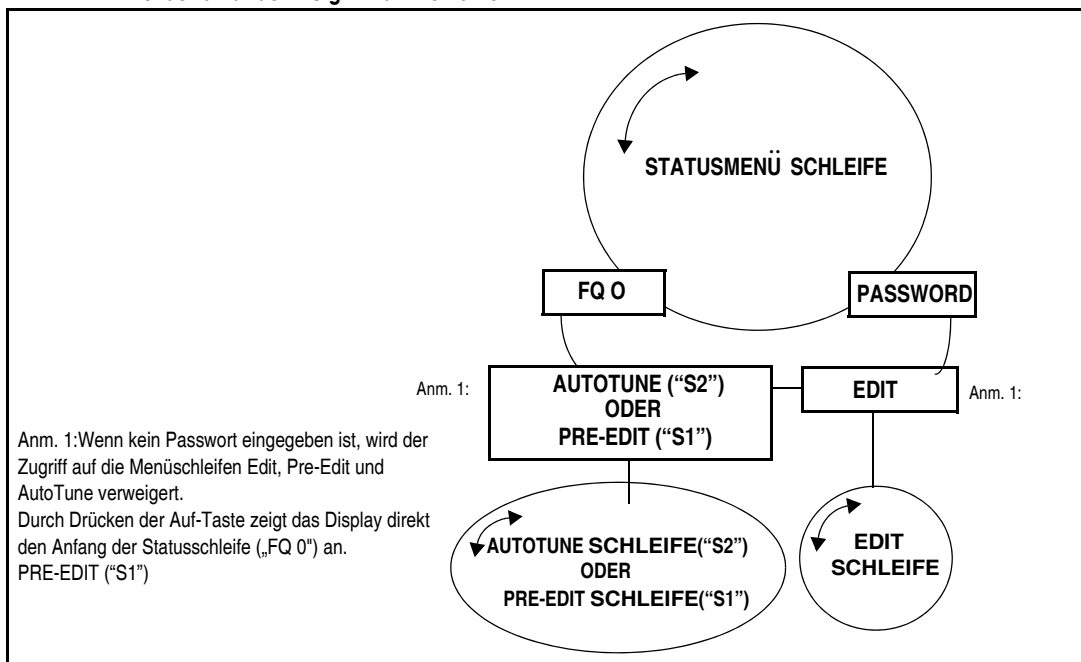 STATUSMENÜ SCHLEIFE
FQ O
PASSWORD
Anm. 1:
AUTOTUNE (“S2”)
ODER
PRE-EDIT (“S1”)
EDIT
Anm. 1:
Anm. 1:Wenn kein Passwort eingegeben ist, wird der
Zugriff auf die Menüschleifen Edit, Pre-Edit und
AutoTune verweigert.
Durch Drücken der Auf-Taste zeigt das Display direkt
den Anfang der Statusschleife („FQ 0") an.
PRE-EDIT (“S1”)
AUTOTUNE SCHLEIFE(“S2”)
ODER
PRE-EDIT SCHLEIFE(“S1”)
EDIT
SCHLEIFE